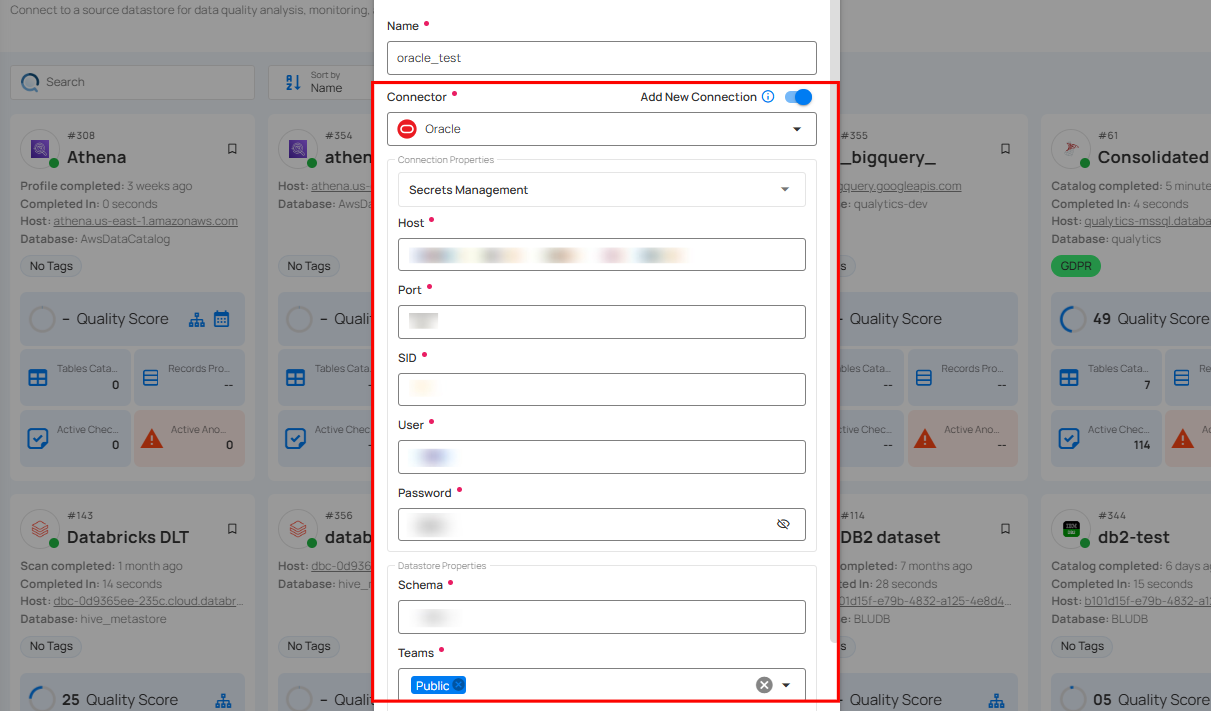 Connect to a source datastore for data quality analysis, monitoring,
Search
Sort by
Name
#308
Athena
Profile completed: 3 weeks ago
Completed In: 0 seconds
Host: athena.us-east-1.amazonaws.com
Database: AwsDataCatalog
No Tags
– Quality Score
Tables Cata...
0
Records Pro...
--
Active Chec...
0
Active Ano...
0
#354
athen
Host: athena.us-
Database: AwsDa
No Tags
– Quali
Tables Cata
Active Chec
#143
Databricks DLT
Scan completed: 1 month ago
Completed In: 14 seconds
Host: dbc-0d9365ee-235c.cloud.databr...
Database: hive_metastore
No Tags
25 Quality Score
#356
datab
Host: dbc-0d936
Database: hive_r
No Tags
– Quali
Name
oracle_test
Connector
Add New Connection
Oracle
Connection Properties
Secrets Management
Host
Port
SID
User
Password
Datastore Properties
Schema
Teams
Public
#355
_bigquery_
gquery.googleapis.com
e: qualytics-dev
s
Quality Score
bles Cata...
--
Records Pro...
--
ctive Chec...
--
Active Ano...
--
#61
Consolidated
Catalog completed: 5 minute
Completed In: 4 seconds
Host: qualytics-mssql.databa
Database: qualytics
GDPR
49 Quality Score
Tables Cata...
7
Re
Active Chec...
114
Ac
#114
DB2 dataset
ompleted: 7 months ago
ted In: 28 seconds
01d15f-e79b-4832-a125-4e8d4...
e: BLUDB
s
Quality Score
#344
db2-test
Catalog completed: 6 days a
Completed In: 15 seconds
Host: b101d15f-e79b-4832-a1
Database: BLUDB
No Tags
05 Quality Score